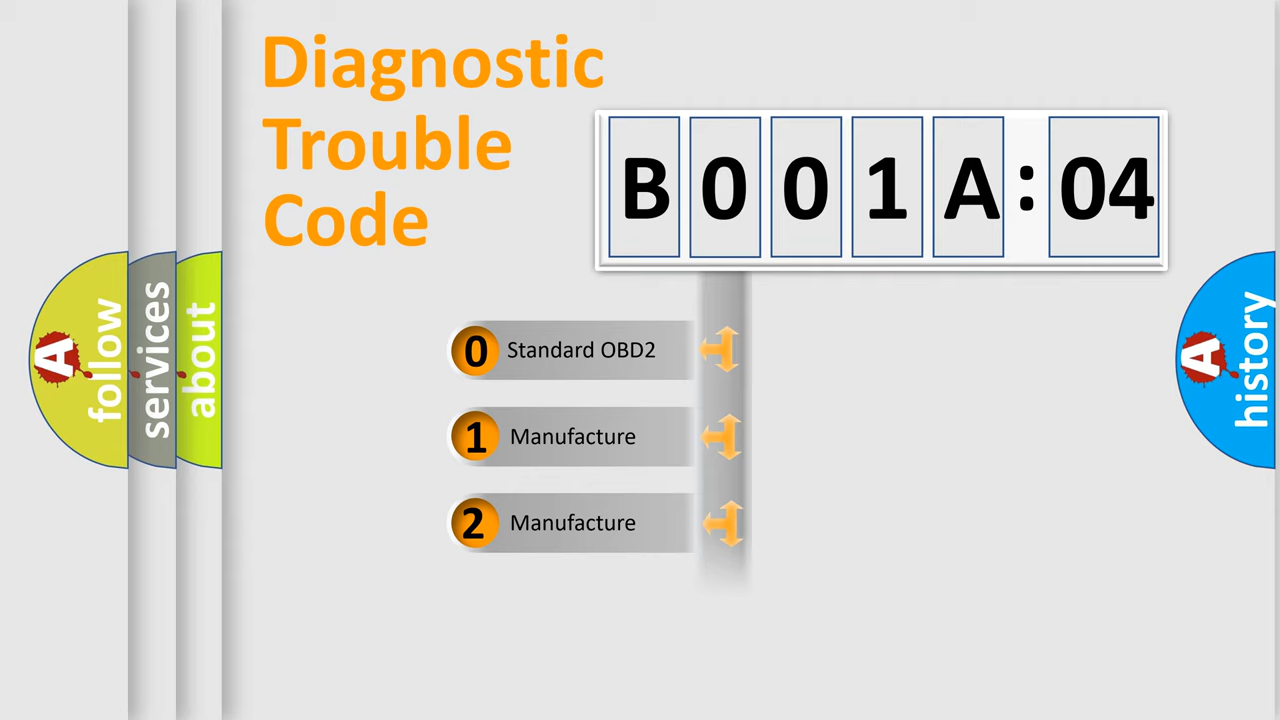 Diagnostic
Trouble
Code
B001A:04
0 Standard OBD2
1 Manufacture
2 Manufacture
A follow
services
about
A history